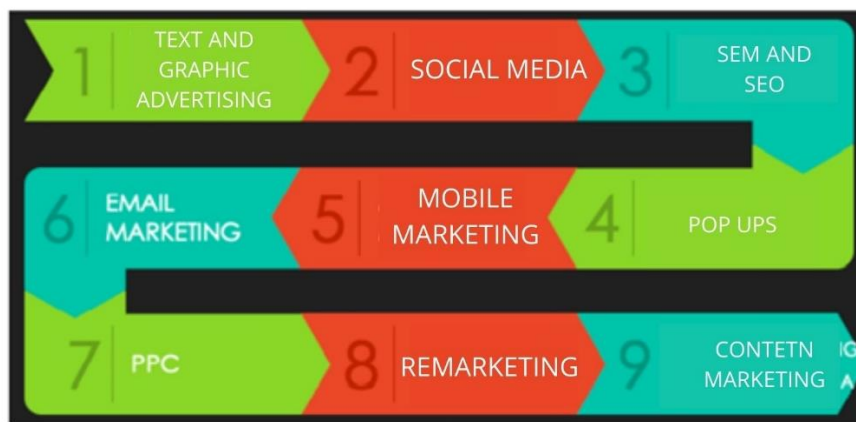 1
TEXT AND
GRAPHIC
ADVERTISING
2
SOCIAL MEDIA
3
SEM AND
SEO
4
POP UPS
5
MOBILE
MARKETING
6
EMAIL
MARKETING
7
PPC
8
REMARKETING
9
CONTETN
MARKETING